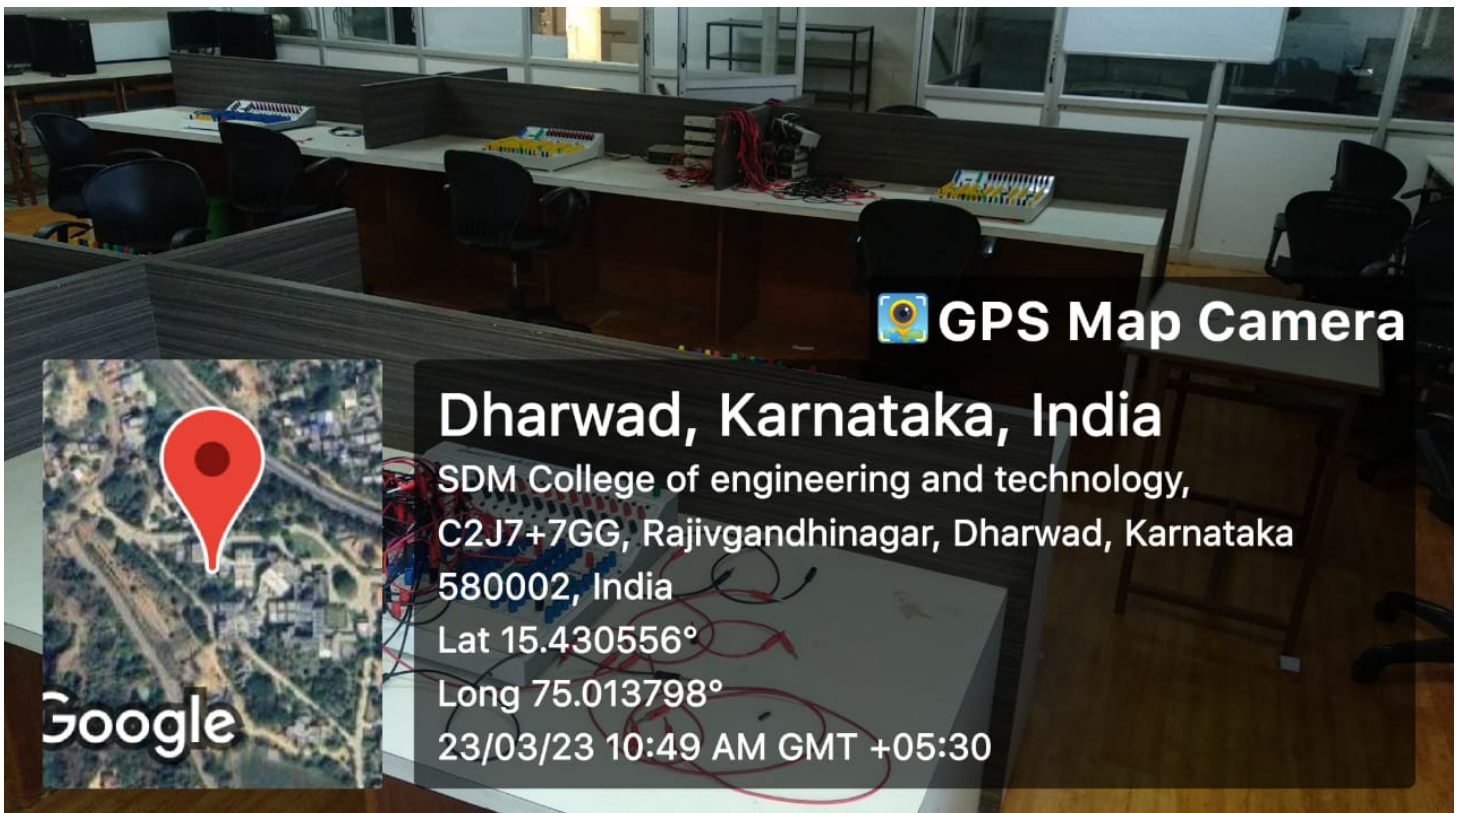 GPS Map Camera
Dharwad, Karnataka, India
SDM College of engineering and technology,
C2J7+7GG, Rajivgandhinagar, Dharwad, Karnataka
580002, India
Lat 15.430556°
Long 75.013798°
23/03/23 10:49 AM GMT +05:30
Google